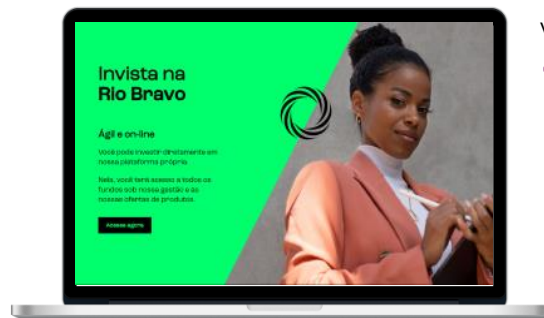 Invista na
Rio Bravo
Ágil e on-line
Você pode investir diretamente em
nossa plataforma própria.
Nela, você terá acesso a todos os
fundos sob nossa gestão e às
nossas ofertas de produtos.
Acesse agora